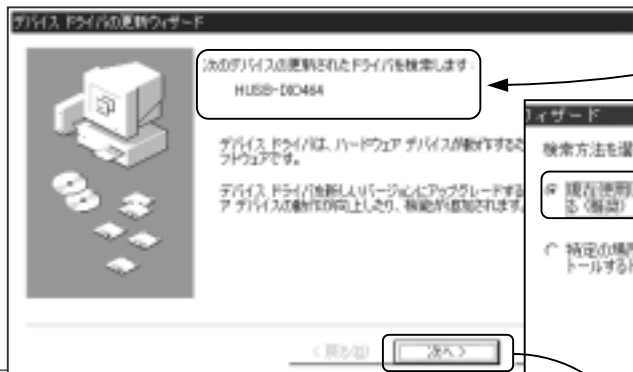 デバイス ドライバの更新ウィザード
次のデバイスの更新されたドライバを検索します:
HUSB-DIO464
デバイス ドライバは、ハードウェア デバイスが動作する
フトウェアです。
デバイス ドライバを新しいバージョンにアップグレードする
ア デバイスの動作が向上したり、機能が追加されます。
< 戻る(B)
次へ >
ィザード
検索方法を選
現在使用
る (推奨)
特定の場所
トールする